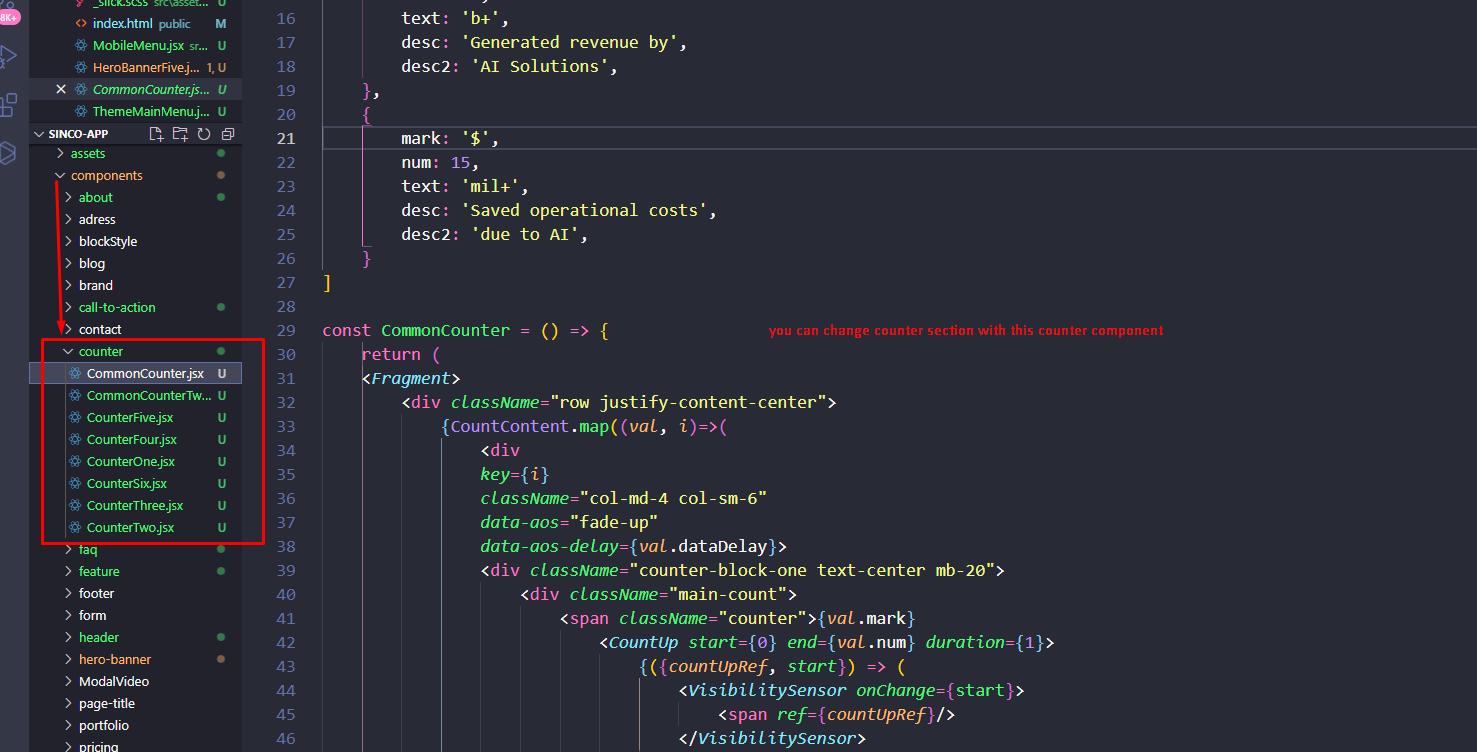 8K+
_slick.scss src\asset... U
index.html public M
MobileMenu.jsx sr... U
HeroBannerFive.j... 1, U
CommonCounter.js... U
ThemeMainMenu.j... U
SINCO-APP
assets
components
about
adress
blockStyle
blog
brand
call-to-action
contact
counter
CommonCounter.jsx U
CommonCounterTw... U
CounterFive.jsx U
CounterFour.jsx U
CounterOne.jsx U
CounterSix.jsx U
CounterThree.jsx U
CounterTwo.jsx U
faq
feature
footer
form
header
hero-banner
ModalVideo
page-title
portfolio
pricing
16 text: 'b+',
17 desc: 'Generated revenue by',
18 desc2: 'AI Solutions',
19 },
20 {
21 mark: '$',
22 num: 15,
23 text: 'mil+',
24 desc: 'Saved operational costs',
25 desc2: 'due to AI',
26 }
27 ]
28
29 const CommonCounter = () => { you can change counter section with this counter component
30 return (
31 <Fragment>
32 <div className="row justify-content-center">
33 {CountContent.map((val, i)=>(
34 <div
35 key={i}
36 className="col-md-4 col-sm-6"
37 data-aos="fade-up"
38 data-aos-delay={val.dataDelay}>
39 <div className="counter-block-one text-center mb-20">
40 <div className="main-count">
41 <span className="counter">{val.mark}
42 <CountUp start={0} end={val.num} duration={1}>
43 {({countUpRef, start}) => (
44 <VisibilitySensor onChange={start}>
45 <span ref={countUpRef}/>
46 </VisibilitySensor>